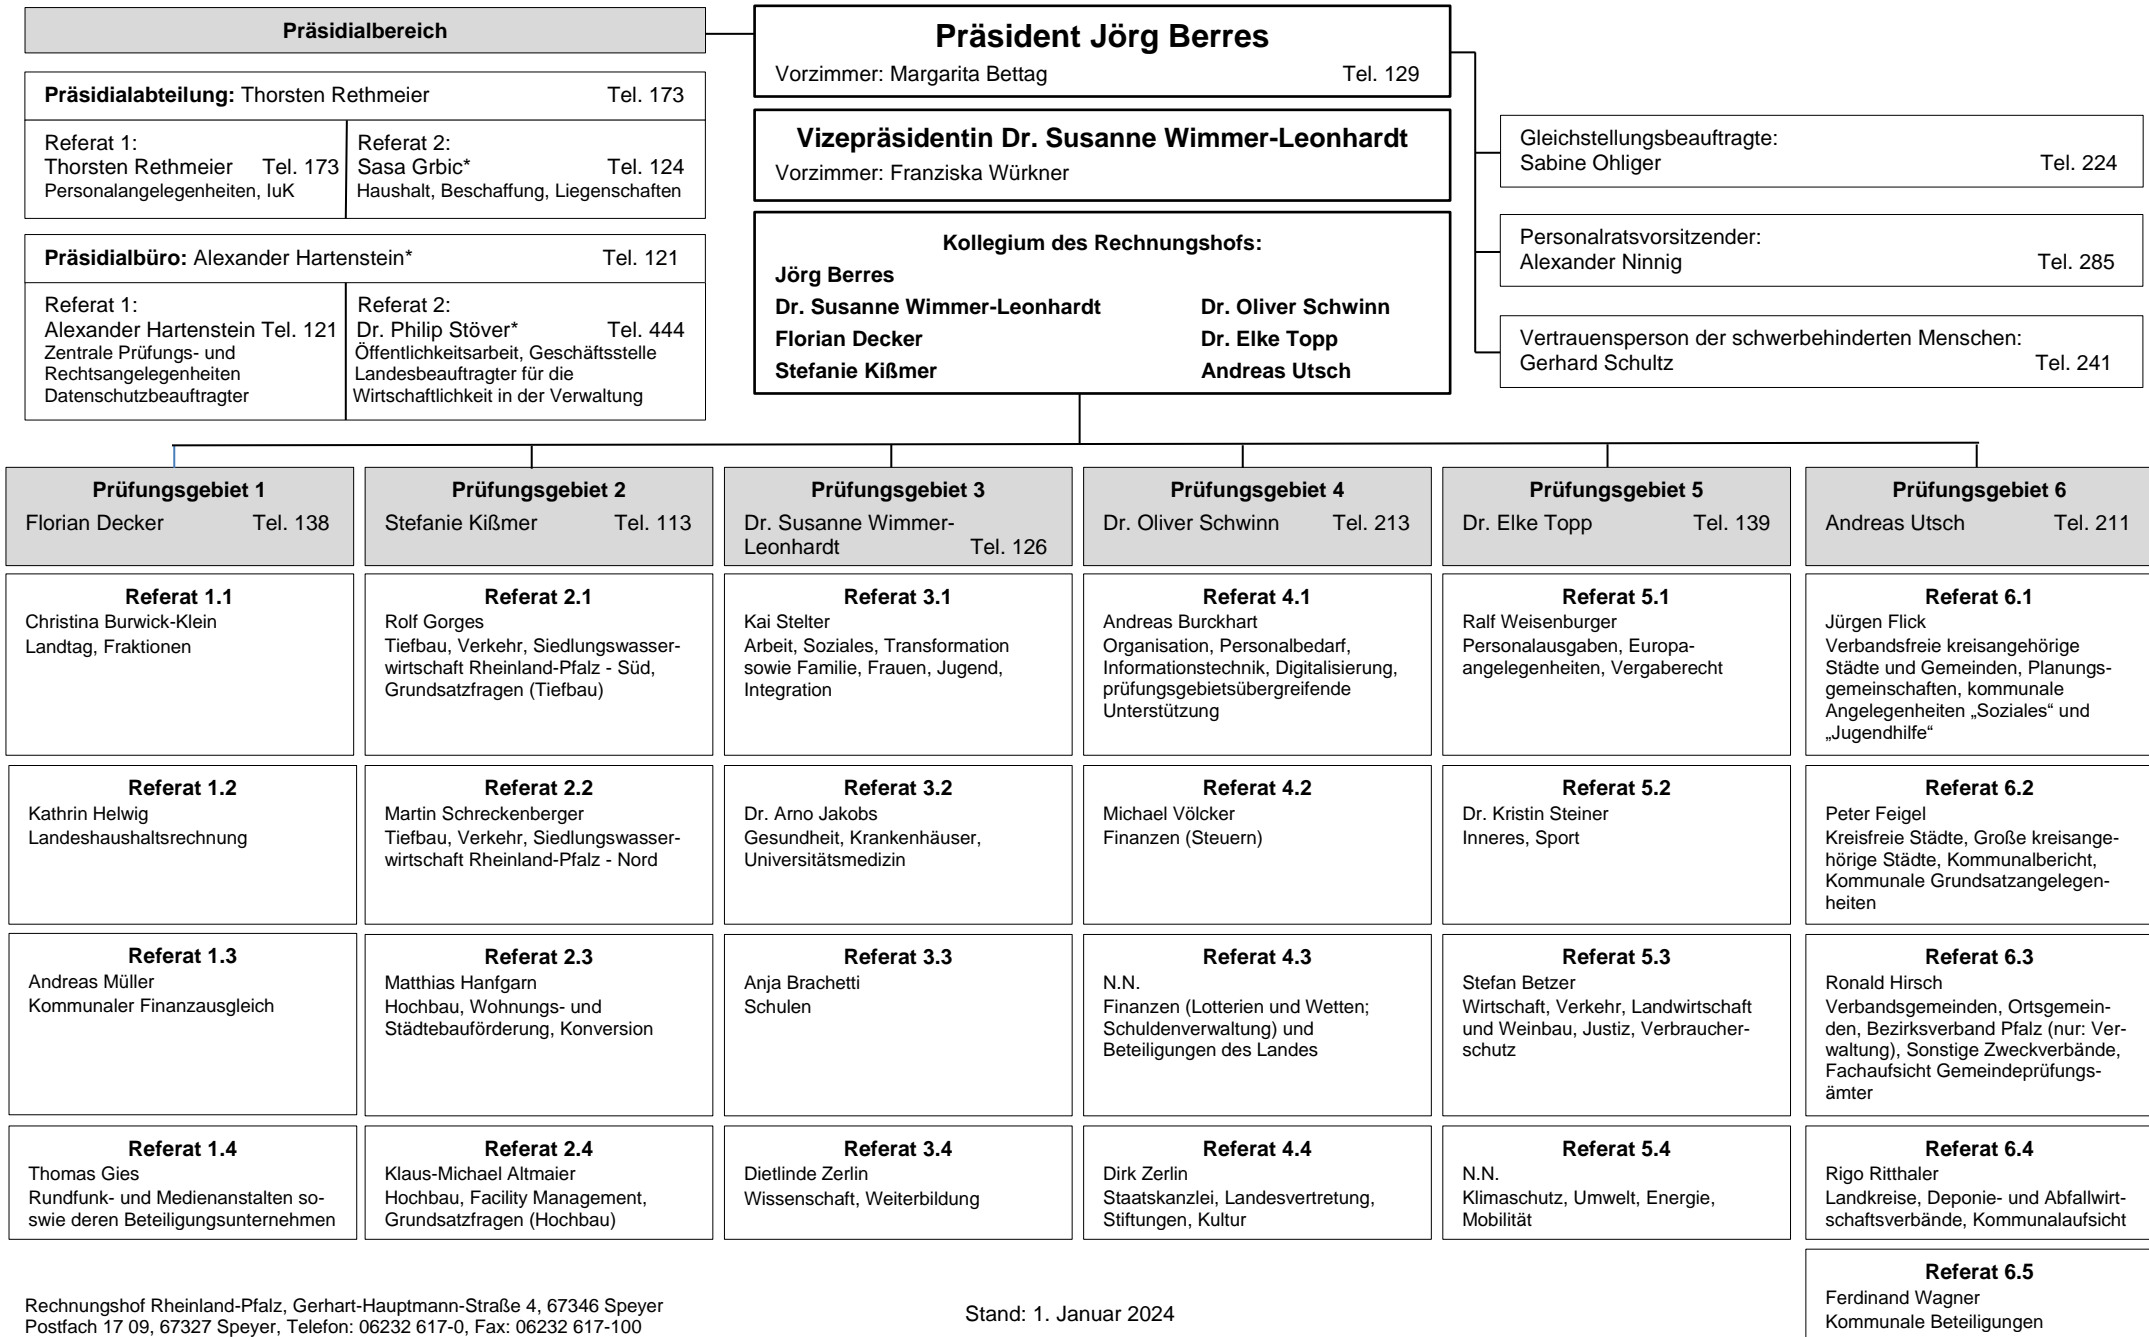 Präsidialbereich
Präsidialabteilung: Thorsten Rethmeier Tel. 173
Referat 1:
Thorsten Rethmeier Tel. 173
Personalangelegenheiten, IuK
Referat 2:
Sasa Grbic* Tel. 124
Haushalt, Beschaffung, Liegenschaften
Präsidialbüro: Alexander Hartenstein* Tel. 121
Referat 1:
Alexander Hartenstein Tel. 121
Zentrale Prüfungs- und
Rechtsangelegenheiten
Datenschutzbeauftragter
Referat 2:
Dr. Philip Stöver* Tel. 444
Öffentlichkeitsarbeit, Geschäftsstelle
Landesbeauftragter für die
Wirtschaftlichkeit in der Verwaltung
Präsident Jörg Berres
Vorzimmer: Margarita Bettag Tel. 129
Vizepräsidentin Dr. Susanne Wimmer-Leonhardt
Vorzimmer: Franziska Würkner
Kollegium des Rechnungshofs:
Jörg Berres
Dr. Susanne Wimmer-Leonhardt Dr. Oliver Schwinn
Florian Decker Dr. Elke Topp
Stefanie Kißmer Andreas Utsch
Gleichstellungsbeauftragte:
Sabine Ohliger Tel. 224
Personalratsvorsitzender:
Alexander Ninnig Tel. 285
Vertrauensperson der schwerbehinderten Menschen:
Gerhard Schultz Tel. 241
Prüfungsgebiet 1
Florian Decker Tel. 138
Prüfungsgebiet 2
Stefanie Kißmer Tel. 113
Prüfungsgebiet 3
Dr. Susanne Wimmer-
Leonhardt Tel. 126
Prüfungsgebiet 4
Dr. Oliver Schwinn Tel. 213
Prüfungsgebiet 5
Dr. Elke Topp Tel. 139
Prüfungsgebiet 6
Andreas Utsch Tel. 211
Referat 1.1
Christina Burwick-Klein
Landtag, Fraktionen
Referat 2.1
Rolf Gorges
Tiefbau, Verkehr, Siedlungswasser-
wirtschaft Rheinland-Pfalz - Süd,
Grundsatzfragen (Tiefbau)
Referat 3.1
Kai Stelter
Arbeit, Soziales, Transformation
sowie Familie, Frauen, Jugend,
Integration
Referat 4.1
Andreas Burckhart
Organisation, Personalbedarf,
Informationstechnik, Digitalisierung,
prüfungsgebietsübergreifende
Unterstützung
Referat 5.1
Ralf Weisenburger
Personalausgaben, Europa-
angelegenheiten, Vergaberecht
Referat 6.1
Jürgen Flick
Verbandsfreie kreisangehörige
Städte und Gemeinden, Planungs-
gemeinschaften, kommunale
Angelegenheiten „Soziales“ und
„Jugendhilfe“
Referat 1.2
Kathrin Helwig
Landeshaushaltsrechnung
Referat 2.2
Martin Schreckenberger
Tiefbau, Verkehr, Siedlungswasser-
wirtschaft Rheinland-Pfalz - Nord
Referat 3.2
Dr. Arno Jakobs
Gesundheit, Krankenhäuser,
Universitätsmedizin
Referat 4.2
Michael Völcker
Finanzen (Steuern)
Referat 5.2
Dr. Kristin Steiner
Inneres, Sport
Referat 6.2
Peter Feigel
Kreisfreie Städte, Große kreisange-
hörige Städte, Kommunalbericht,
Kommunale Grundsatzangelegen-
heiten
Referat 1.3
Andreas Müller
Kommunaler Finanzausgleich
Referat 2.3
Matthias Hanfgarn
Hochbau, Wohnungs- und
Städtebauförderung, Konversion
Referat 3.3
Anja Brachetti
Schulen
Referat 4.3
N.N.
Finanzen (Lotterien und Wetten;
Schuldenverwaltung) und
Beteiligungen des Landes
Referat 5.3
Stefan Betzer
Wirtschaft, Verkehr, Landwirtschaft
und Weinbau, Justiz, Verbraucher-
schutz
Referat 6.3
Ronald Hirsch
Verbandsgemeinden, Ortsgemein-
den, Bezirksverband Pfalz (nur: Ver-
waltung), Sonstige Zweckverbände,
Fachaufsicht Gemeindeprüfungs-
ämter
Referat 1.4
Thomas Gies
Rundfunk- und Medienanstalten so-
swie deren Beteiligungsunternehmen
Referat 2.4
Klaus-Michael Altmaier
Hochbau, Facility Management,
Grundsatzfragen (Hochbau)
Referat 3.4
Dietlinde Zerlin
Wissenschaft, Weiterbildung
Referat 4.4
Dirk Zerlin
Staatskanzlei, Landesvertretung,
Stiftungen, Kultur
Referat 5.4
N.N.
Klimaschutz, Umwelt, Energie,
Mobilität
Referat 6.4
Rigo Ritthaler
Landkreise, Deponie- und Abfallwirt-
schaftsverbände, Kommunalaufsicht
Referat 6.5
Ferdinand Wagner
Kommunale Beteiligungen
Rechnungshof Rheinland-Pfalz, Gerhart-Hauptmann-Straße 4, 67346 Speyer
Postfach 17 09, 67327 Speyer, Telefon: 06232 617-0, Fax: 06232 617-100
Stand: 1. Januar 2024